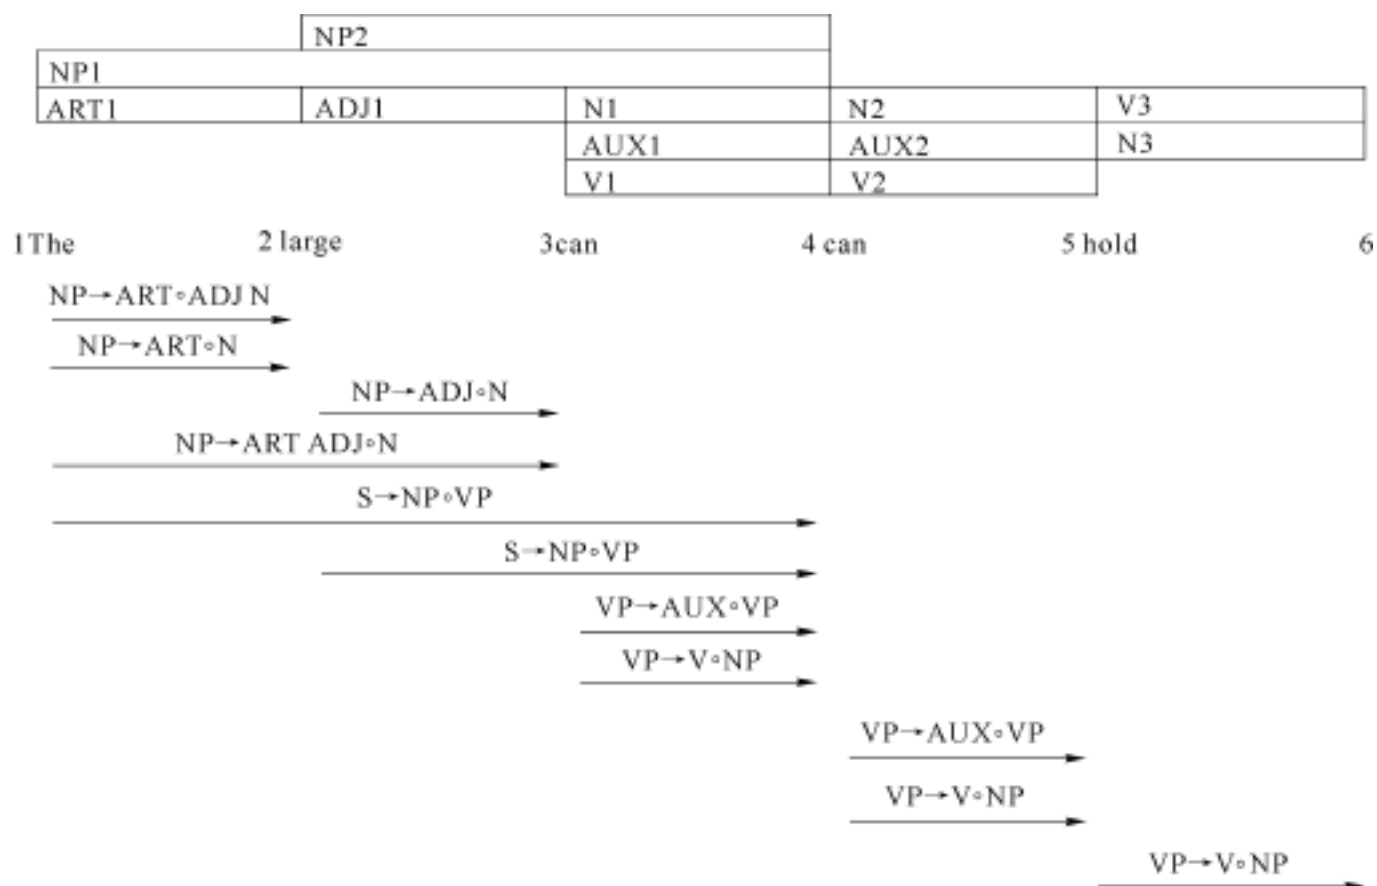 NP2
NP1
ART1 ADJ1 N1 N2 V3
AUX1 AUX2 N3
V1 V2
1The 2 large 3can 4 can 5 hold 6
NP→ART∘ADJ N
NP→ART∘N
NP→ADJ∘N
NP→ART ADJ∘N
S→NP∘VP
S→NP∘VP
VP→AUX∘VP
VP→V∘NP
VP→AUX∘VP
VP→V∘NP
VP→V∘NP